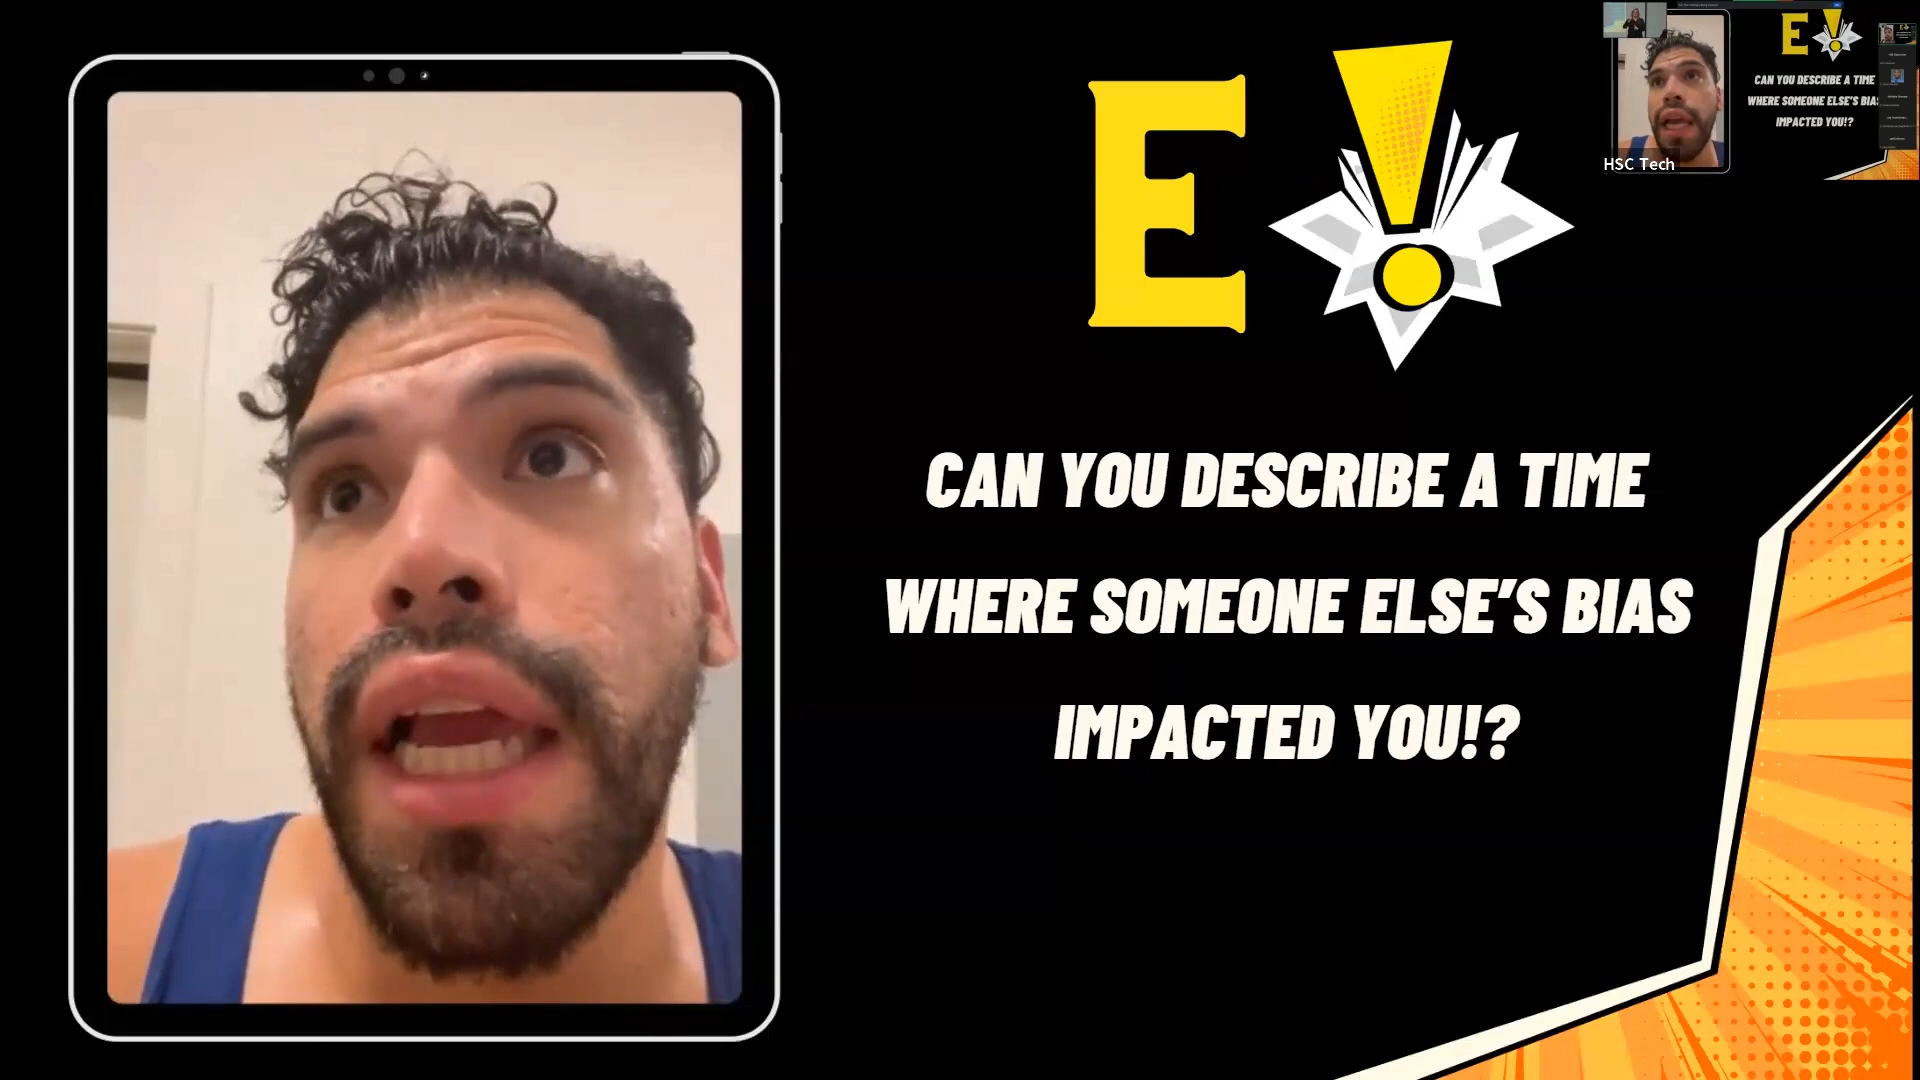 E!
CAN YOU DESCRIBE A TIME
WHERE SOMEONE ELSE'S BIAS
IMPACTED YOU!?
E!
CAN YOU DESCRIBE A TIME
WHERE SOMEONE ELSE'S BIAS
IMPACTED YOU!?
HSC Tech